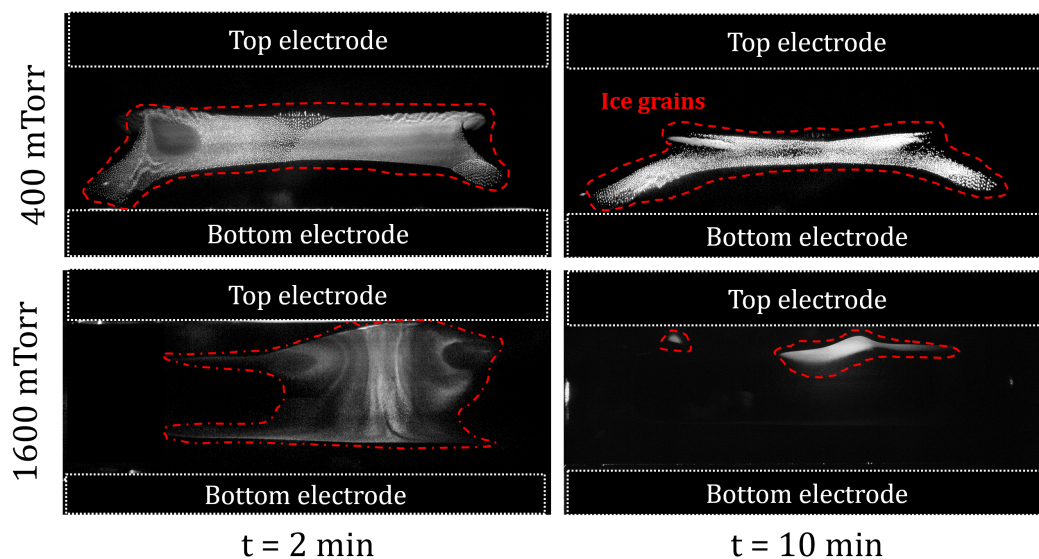 400 mTorr
Top electrode
Bottom electrode
Top electrode
Ice grains
Bottom electrode
1600 mTorr
Top electrode
Bottom electrode
Top electrode
Bottom electrode
t = 2 min
t = 10 min